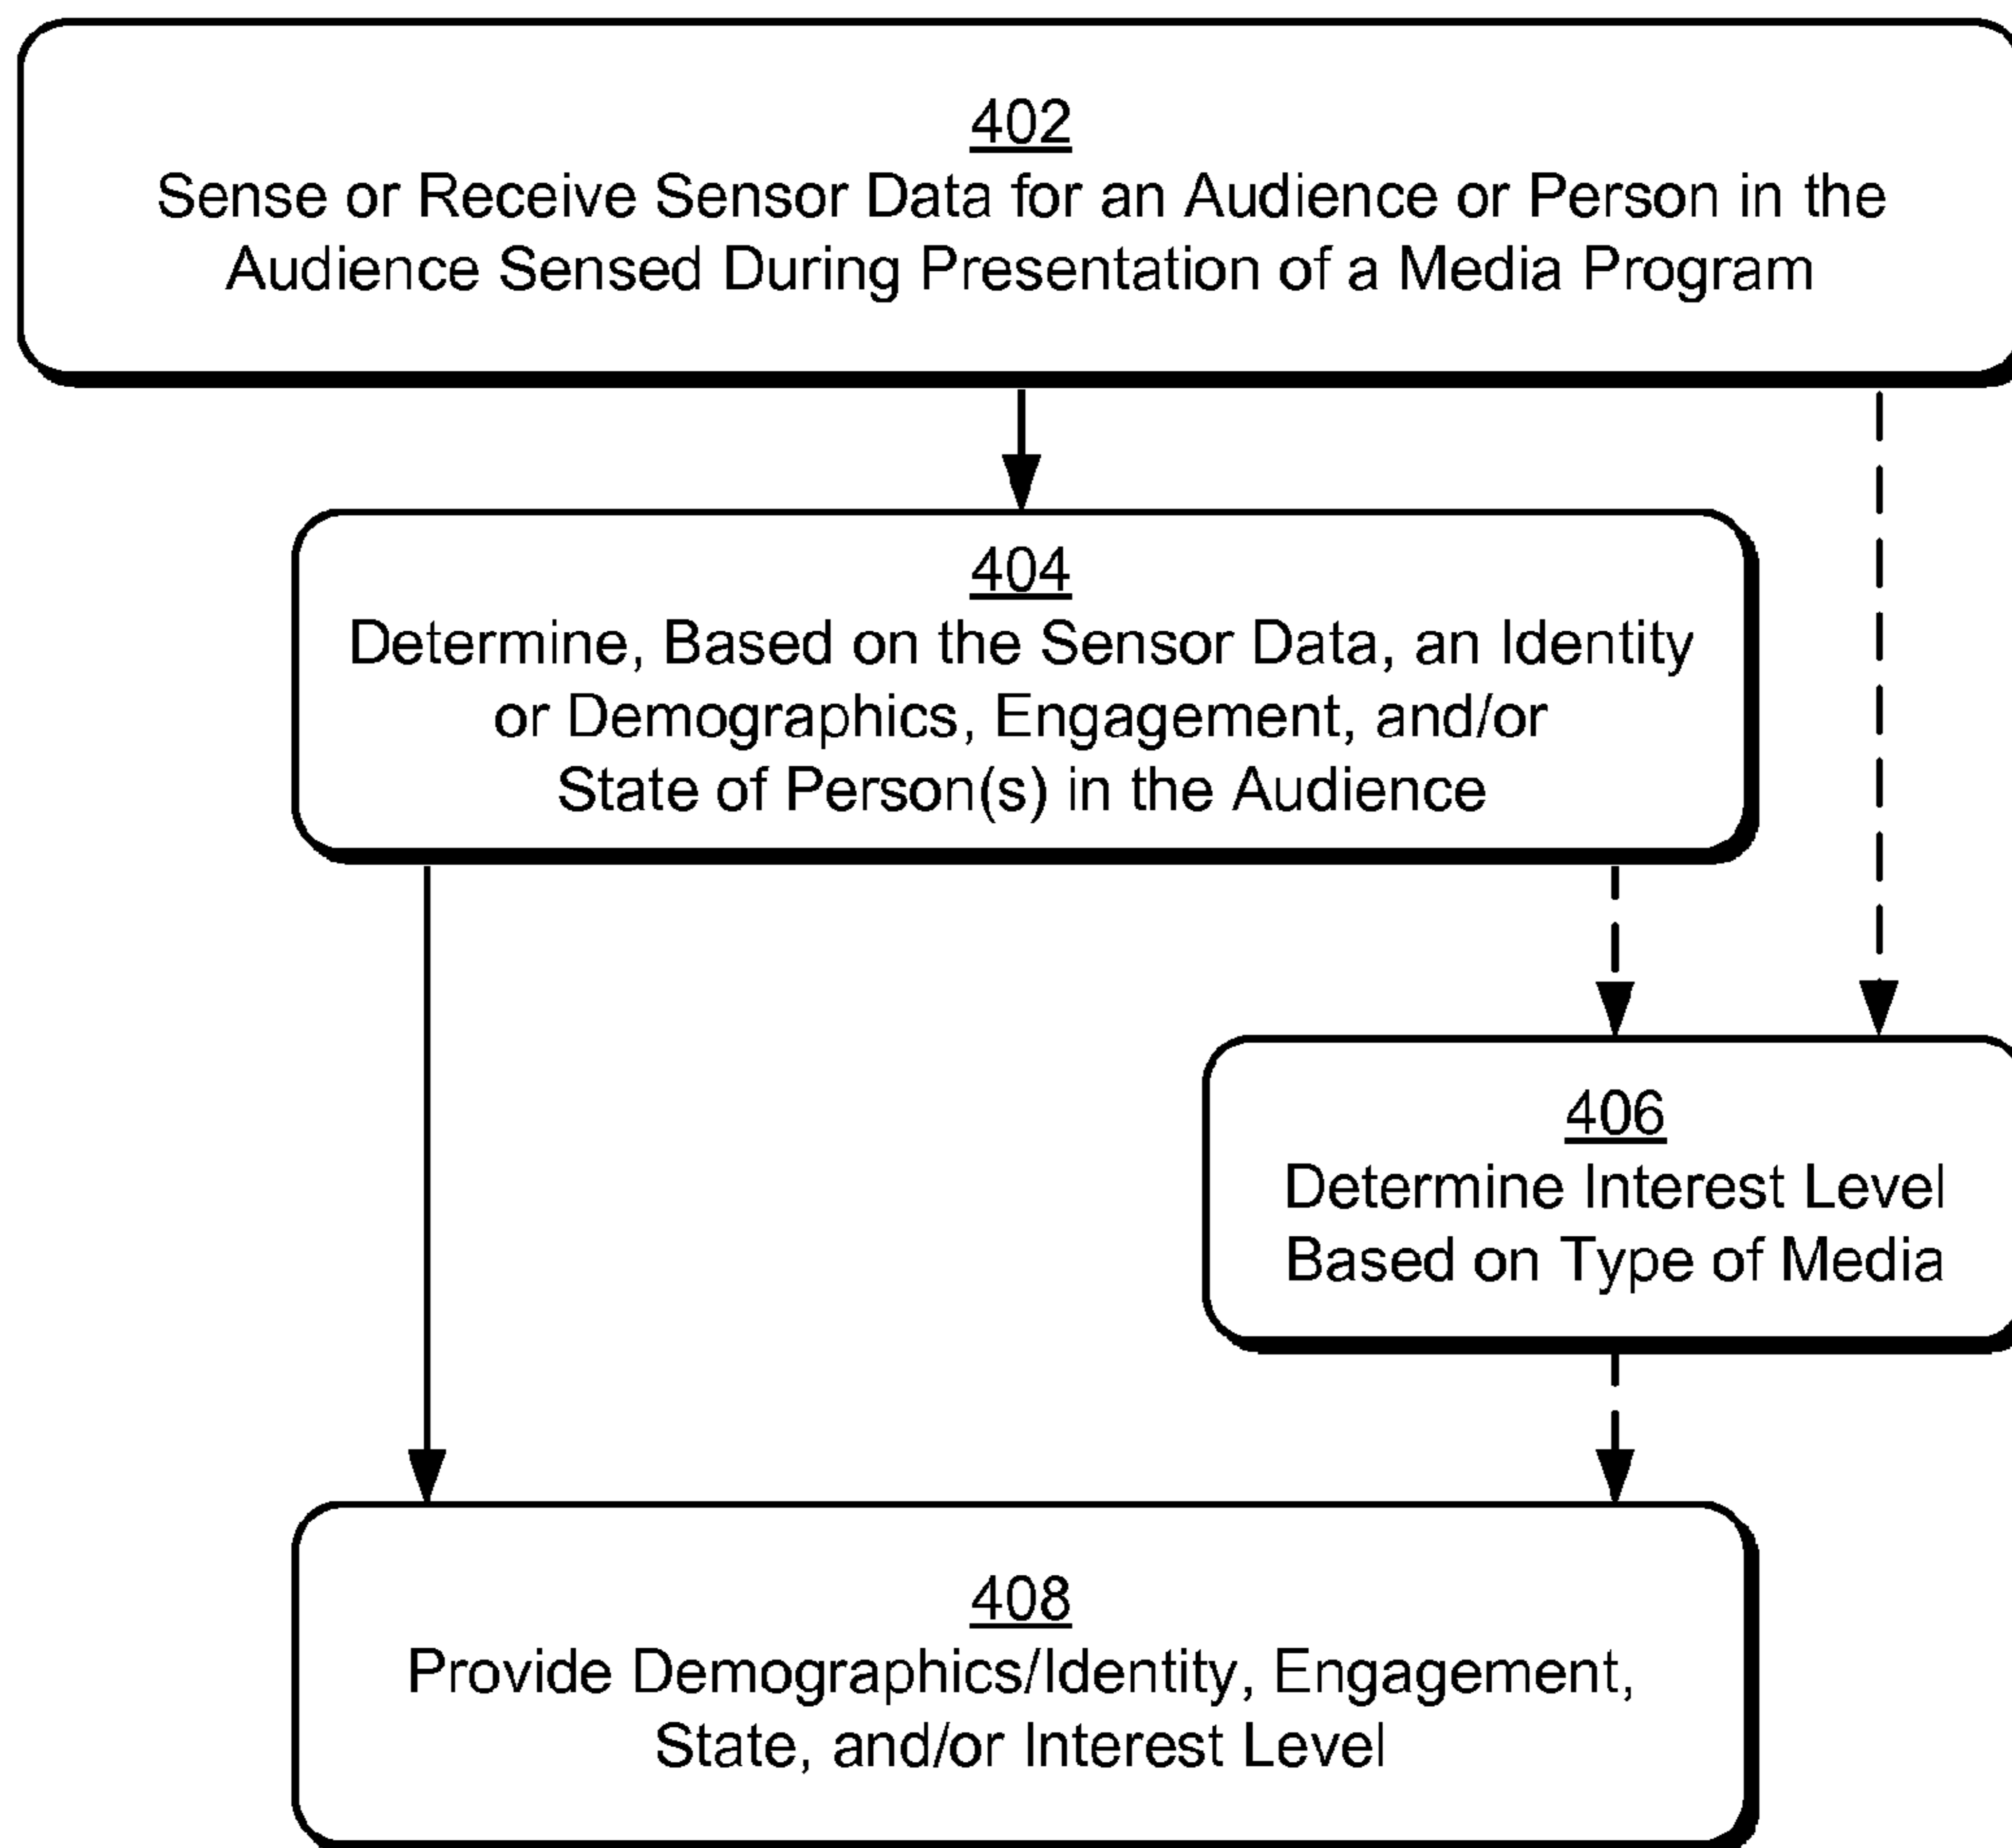 402
Sense or Receive Sensor Data for an Audience or Person in the
Audience Sensed During Presentation of a Media Program
404
Determine, Based on the Sensor Data, an Identity
or Demographics, Engagement, and/or
State of Person(s) in the Audience
406
Determine Interest Level
Based on Type of Media
408
Provide Demographics/Identity, Engagement,
State, and/or Interest Level